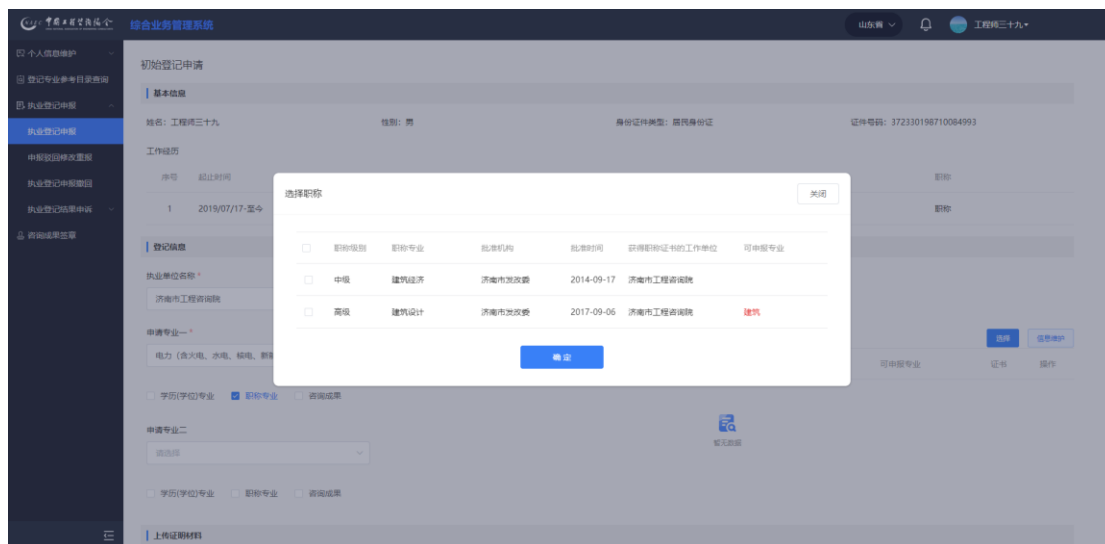 综合业务管理系统
山东省
工程师三十九
个人信息维护
登记专业参考目录查询
执业登记申报
执业登记申报
申报驳回修改重报
执业登记申报撤回
执业登记结果申诉
咨询成果签章
初始登记申请
基本信息
姓名：工程师三十九 性别：男 身份证件类型：居民身份证 证件号码：372330198710084993
工作经历
序号 起止时间 职称
1 2019/07/17-至今 职称
选择职称 关闭
职称级别 职称专业 批准机构 批准时间 获得职称证书的工作单位 可申报专业
中级 建筑经济 济南市发改委 2014-09-17 济南市工程咨询院
高级 建筑设计 济南市发改委 2017-09-06 济南市工程咨询院 建筑
确定
登记信息
执业单位名称 *
济南市工程咨询院
申请专业一 *
电力（含火电、水电、核电、新
选择 信息维护
可申报专业 证书 操作
学历(学位)专业 职称专业 咨询成果
暂无数据
申请专业二
请选择
学历(学位)专业 职称专业 咨询成果
上传证明材料